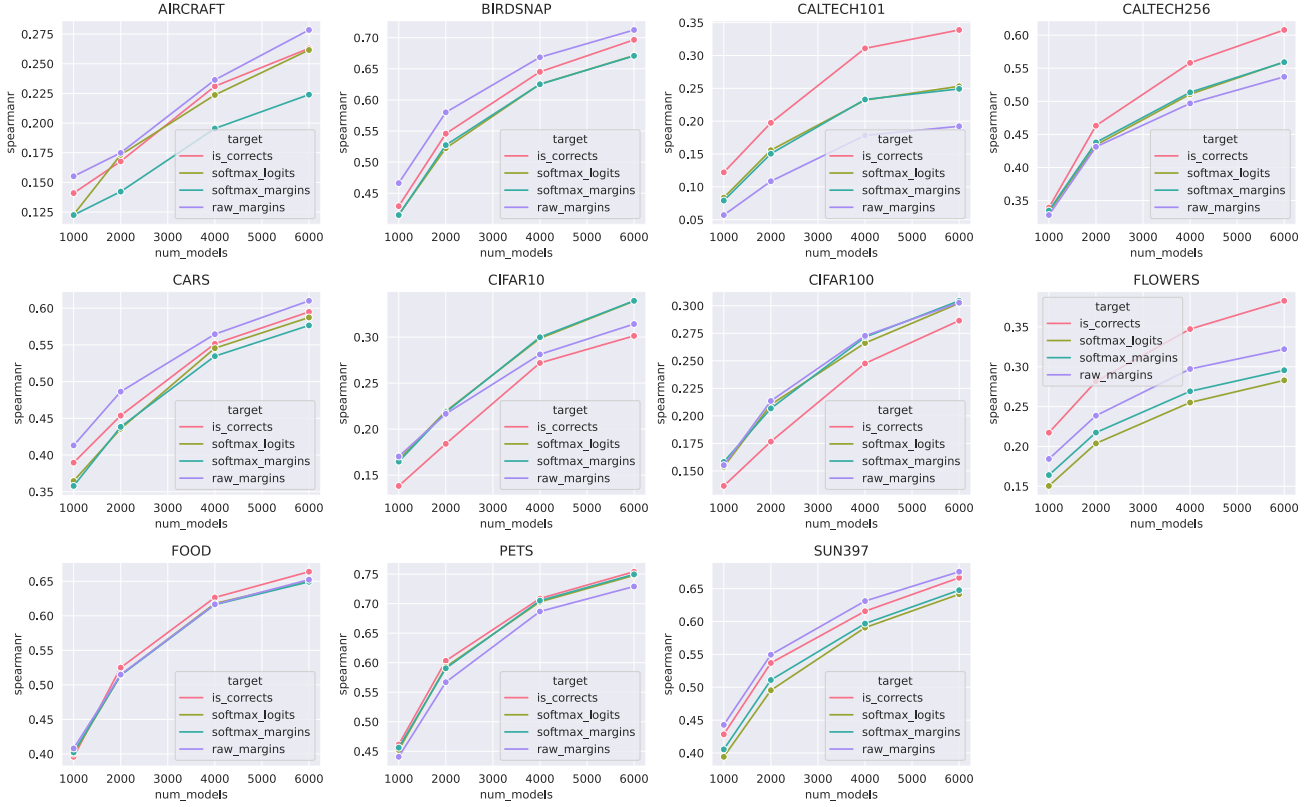 AIRCRAFT
0.275
0.250
0.225
0.200
0.175
0.150
0.125
spearmanr
target
is_corrects
softmax_logits
softmax_margins
raw_margins
1000 2000 3000 4000 5000 6000
num_models
BIRDSNAP
0.70
0.65
0.60
0.55
0.50
0.45
spearmanr
target
is_corrects
softmax_logits
softmax_margins
raw_margins
1000 2000 3000 4000 5000 6000
num_models
CALTECH101
0.35
0.30
0.25
0.20
0.15
0.10
0.05
spearmanr
target
is_corrects
softmax_logits
softmax_margins
raw_margins
1000 2000 3000 4000 5000 6000
num_models
CALTECH256
0.60
0.55
0.50
0.45
0.40
0.35
spearmanr
target
is_corrects
softmax_logits
softmax_margins
raw_margins
1000 2000 3000 4000 5000 6000
num_models
CARS
0.60
0.55
0.50
0.45
0.40
0.35
spearmanr
target
is_corrects
softmax_logits
softmax_margins
raw_margins
1000 2000 3000 4000 5000 6000
num_models
CIFAR10
0.30
0.25
0.20
0.15
spearmanr
target
is_corrects
softmax_logits
softmax_margins
raw_margins
1000 2000 3000 4000 5000 6000
num_models
CIFAR100
0.300
0.275
0.250
0.225
0.200
0.175
0.150
spearmanr
target
is_corrects
softmax_logits
softmax_margins
raw_margins
1000 2000 3000 4000 5000 6000
num_models
FLOWERS
0.35
0.30
0.25
0.20
0.15
spearmanr
target
is_corrects
softmax_logits
softmax_margins
raw_margins
1000 2000 3000 4000 5000 6000
num_models
FOOD
0.65
0.60
0.55
0.50
0.45
0.40
spearmanr
target
is_corrects
softmax_logits
softmax_margins
raw_margins
1000 2000 3000 4000 5000 6000
num_models
PETS
0.75
0.70
0.65
0.60
0.55
0.50
0.45
spearmanr
target
is_corrects
softmax_logits
softmax_margins
raw_margins
1000 2000 3000 4000 5000 6000
num_models
SUN397
0.65
0.60
0.55
0.50
0.45
0.40
spearmanr
target
is_corrects
softmax_logits
softmax_margins
raw_margins
1000 2000 3000 4000 5000 6000
num_models